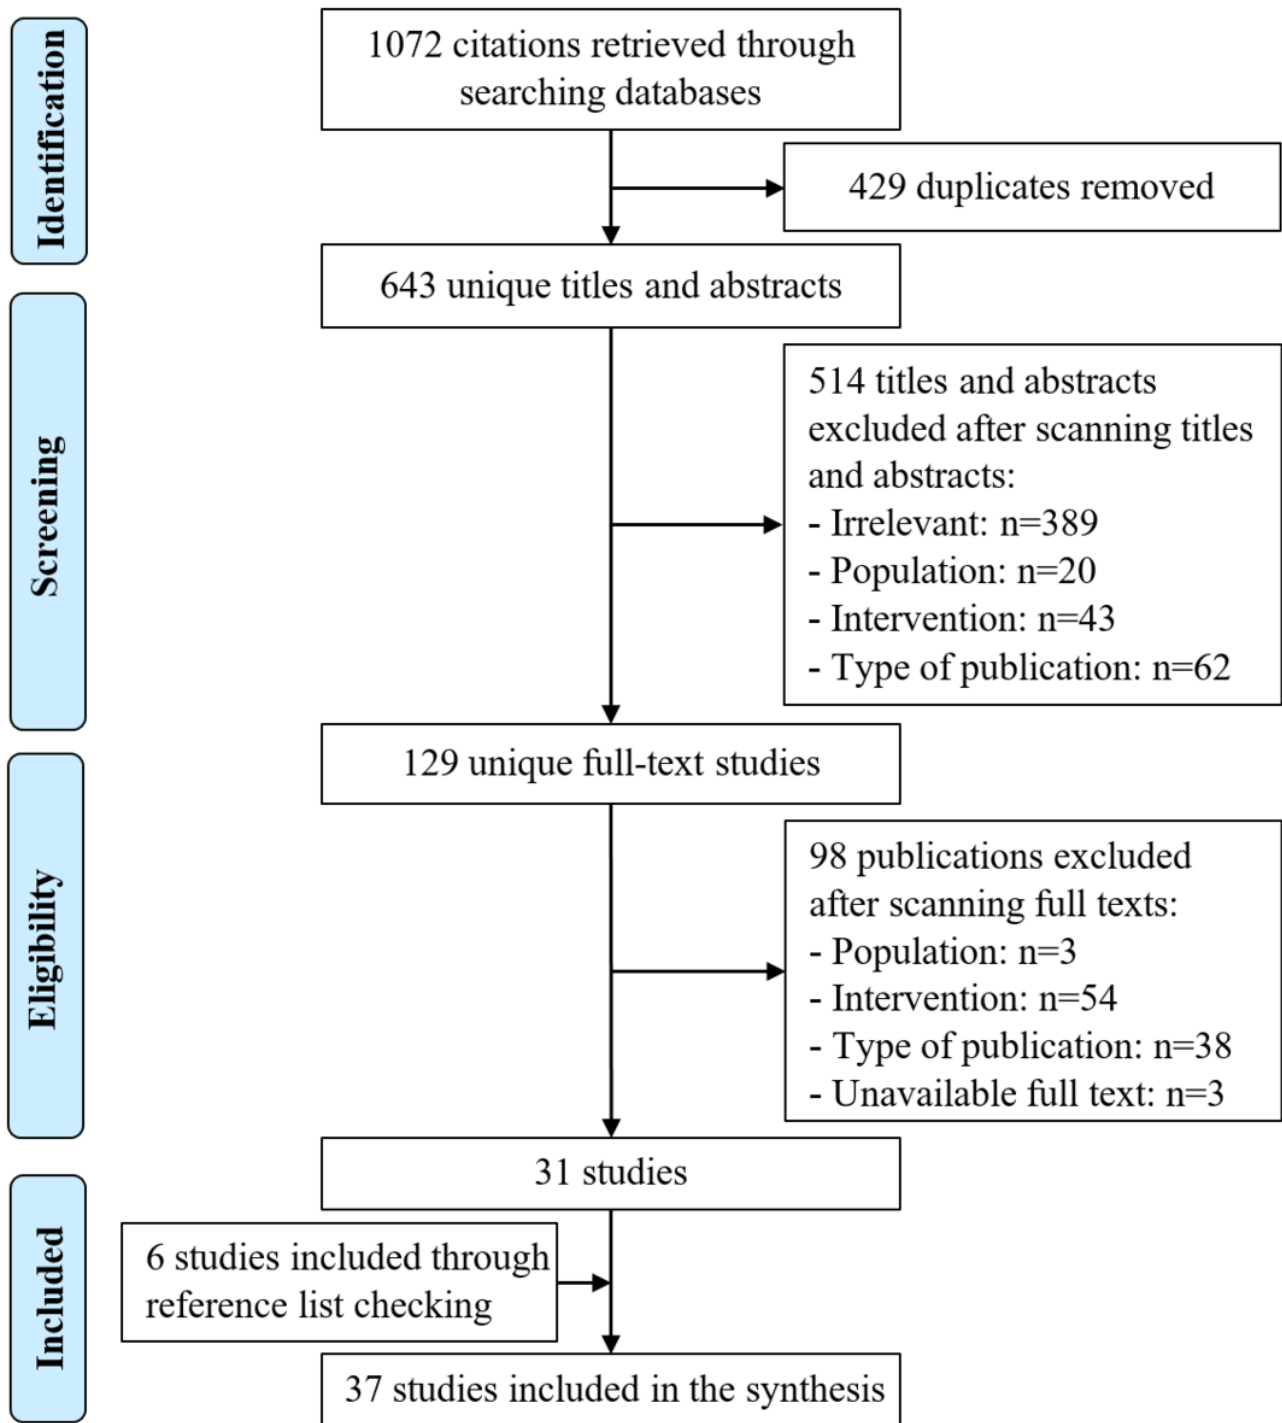 Identification
1072 citations retrieved through
searching databases
429 duplicates removed
643 unique titles and abstracts
Screening
514 titles and abstracts
excluded after scanning titles
and abstracts:
- Irrelevant: n=389
- Population: n=20
- Intervention: n=43
- Type of publication: n=62
129 unique full-text studies
Eligibility
98 publications excluded
after scanning full texts:
- Population: n=3
- Intervention: n=54
- Type of publication: n=38
- Unavailable full text: n=3
31 studies
Included
6 studies included through
reference list checking
37 studies included in the synthesis